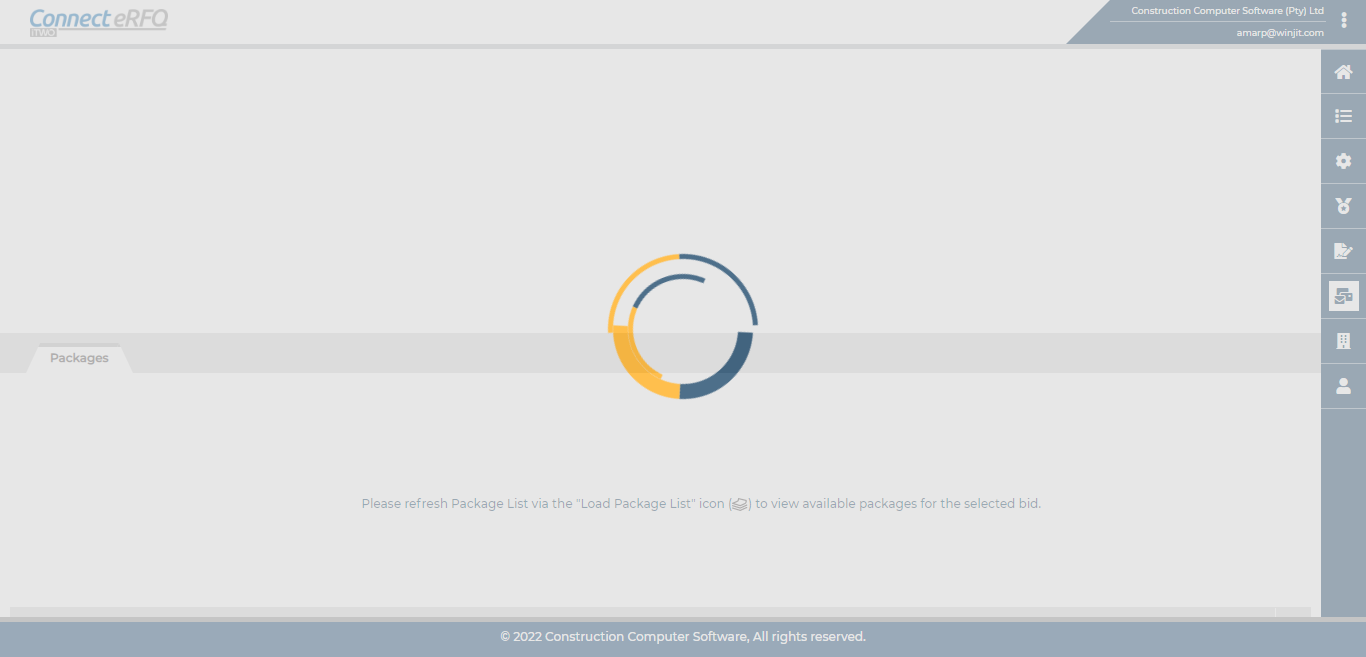 Connect eRFQ
iTWO
Construction Computer Software (Pty) Ltd
amarp@winjit.com
Packages
Please refresh Package List via the "Load Package List" icon () to view available packages for the selected bid.
© 2022 Construction Computer Software, All rights reserved.